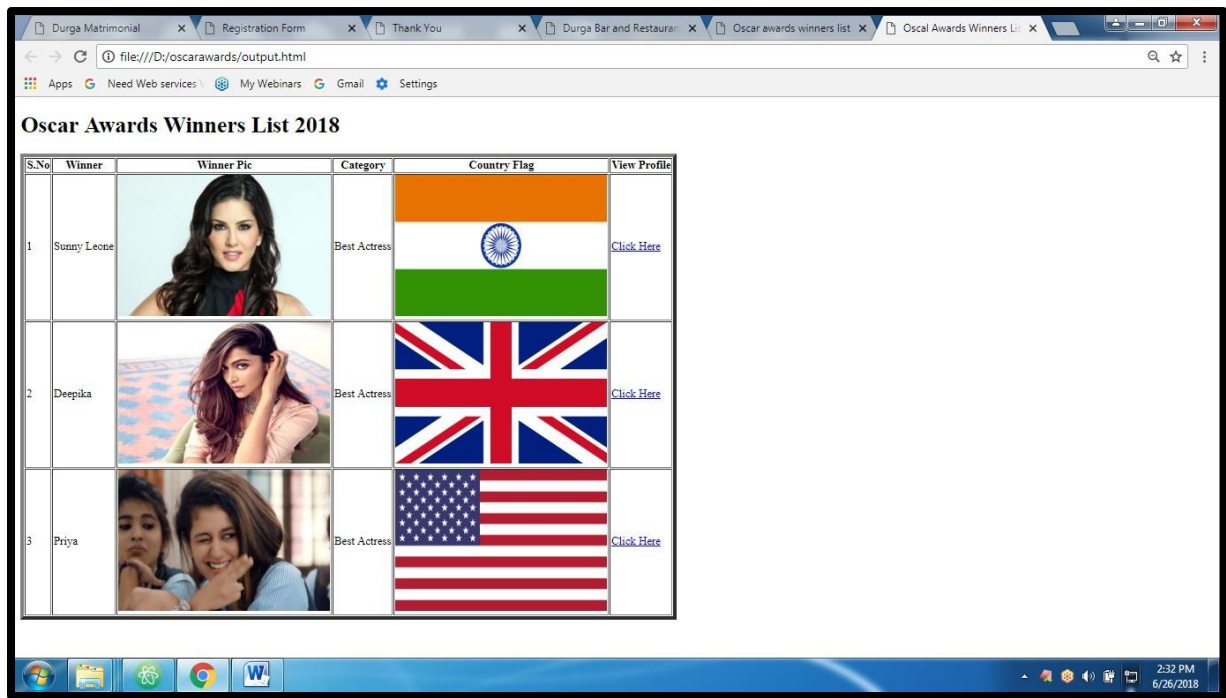 Durga Matrimonial
Registration Form
Thank You
Durga Bar and Restauran
Oscar awards winners list
Oscal Awards Winners Lis
file:///D:/oscarawards/output.html
Apps Need Web services My Webinars Gmail Settings
Oscar Awards Winners List 2018
S.No Winner Winner Pic Category Country Flag View Profile
1 Sunny Leone Best Actress Click Here
2 Deepika Best Actress Click Here
3 Priya Best Actress Click Here
2:32 PM
6/26/2018